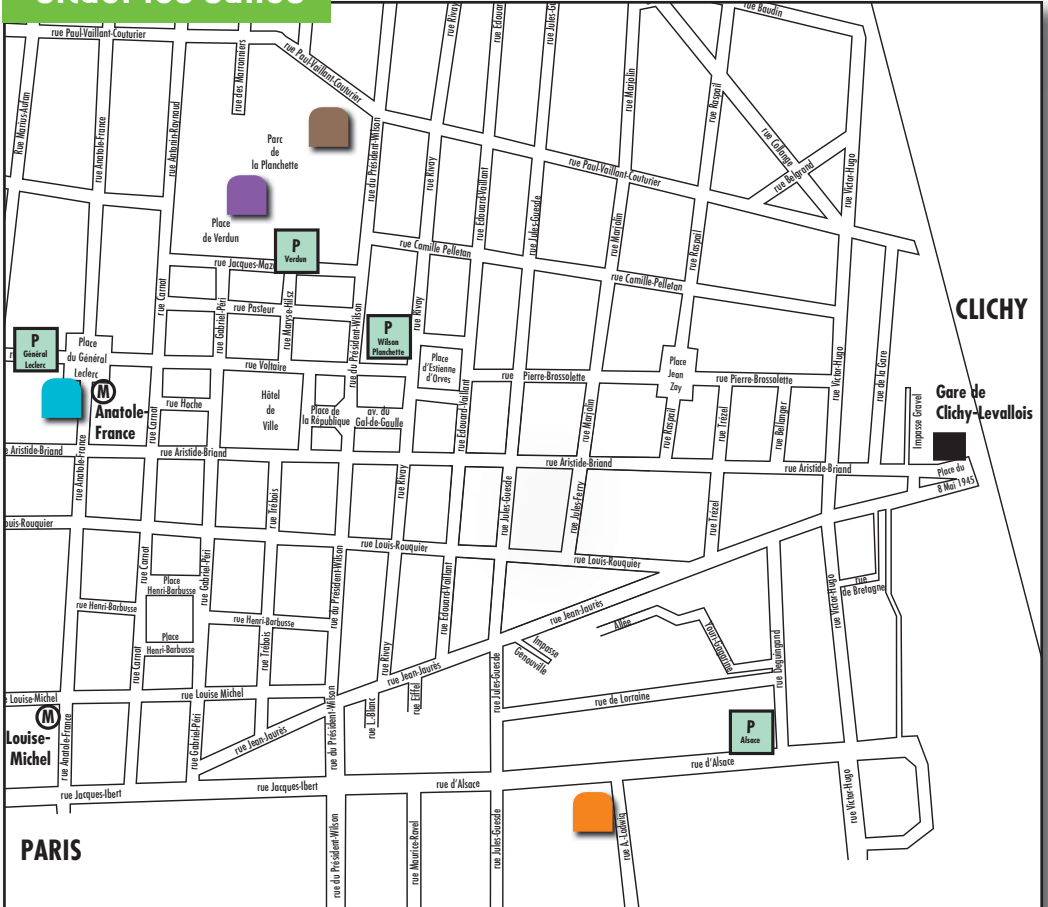 rue Paul-Vaillant-Couturier
rue Marius-Aufan
rue Anatole-France
rue Antonin-Raynaud
rue des Marronniers
rue Paul-Vaillant-Couturier
rue du Président-Wilson
rue Rivay
rue Rivay
rue Edouard-Vaillant
rue Marjolin
rue Raspail
rue Baudin
rue Collange
rue Belgrand
rue Victor-Hugo
Parc
de
la Planchette
Place
de Verdun
P
Verdun
rue Paul-Vaillant-Couturier
rue Jules-Guesde
rue Marjolin
rue Raspail
rue Camille Pelletan
rue Camille-Pelletan
rue Carnot
rue Gabriel-Péri
rue Pasteur
rue Maryse-Hilsz
rue du Président-Wilson
rue Rivay
P
Wilson
Planchette
P
Général
Leclerc
Place
du Général
Leclerc
M
Anatole-
France
rue Voltaire
rue Hoche
rue Carnot
Hôtel
de
Ville
Place de
la République
av. du
Gal-de-Gaulle
Place
d'Estienne
d'Orves
rue Edouard-Vaillant
rue Pierre-Brossolette
Place
Jean
Zay
rue Pierre-Brossolette
rue Marjolin
rue Raspail
rue Trézel
rue Bellanger
rue Victor-Hugo
rue de la Gare
Impasse Gravel
CLICHY
Gare de
Clichy-Levallois
Place du
8 Mai 1945
rue Anatole-France
rue Aristide-Briand
rue Aristide-Briand
rue Aristide-Briand
rue Trébois
rue Rivay
rue Jules-Guesde
rue Jules-Ferry
rue Trézel
rue Louis-Rouquier
rue Louis-Rouquier
rue Carnot
rue Gabriel-Péri
Place
Henri-Barbusse
rue Henri-Barbusse
rue Henri-Barbusse
Place
Henri-Barbusse
rue Carnot
rue Trébois
rue du Président-Wilson
rue Edouard-Vaillant
rue Rivay
rue Jean-Jaurès
rue Jean-Jaurès
rue Jean-Jaurès
Impasse
Genouville
Allée
Youri-Gagarine
rue Deguingand
rue Victor-Hugo
rue
de Bretagne
Louise-Michel
rue Louise Michel
M
Louise-
Michel
rue Anatole-France
rue Gabriel-Péri
rue du Président-Wilson
rue L.-Blanc
rue Eiffel
rue Jules-Guesde
rue de Lorraine
P
Alsace
rue d'Alsace
rue d'Alsace
rue Jacques-Ibert
rue Jacques-Ibert
rue Victor-Hugo
PARIS
rue du Président-Wilson
rue Maurice-Ravel
rue Jules-Guesde
rue A.-Ladwig